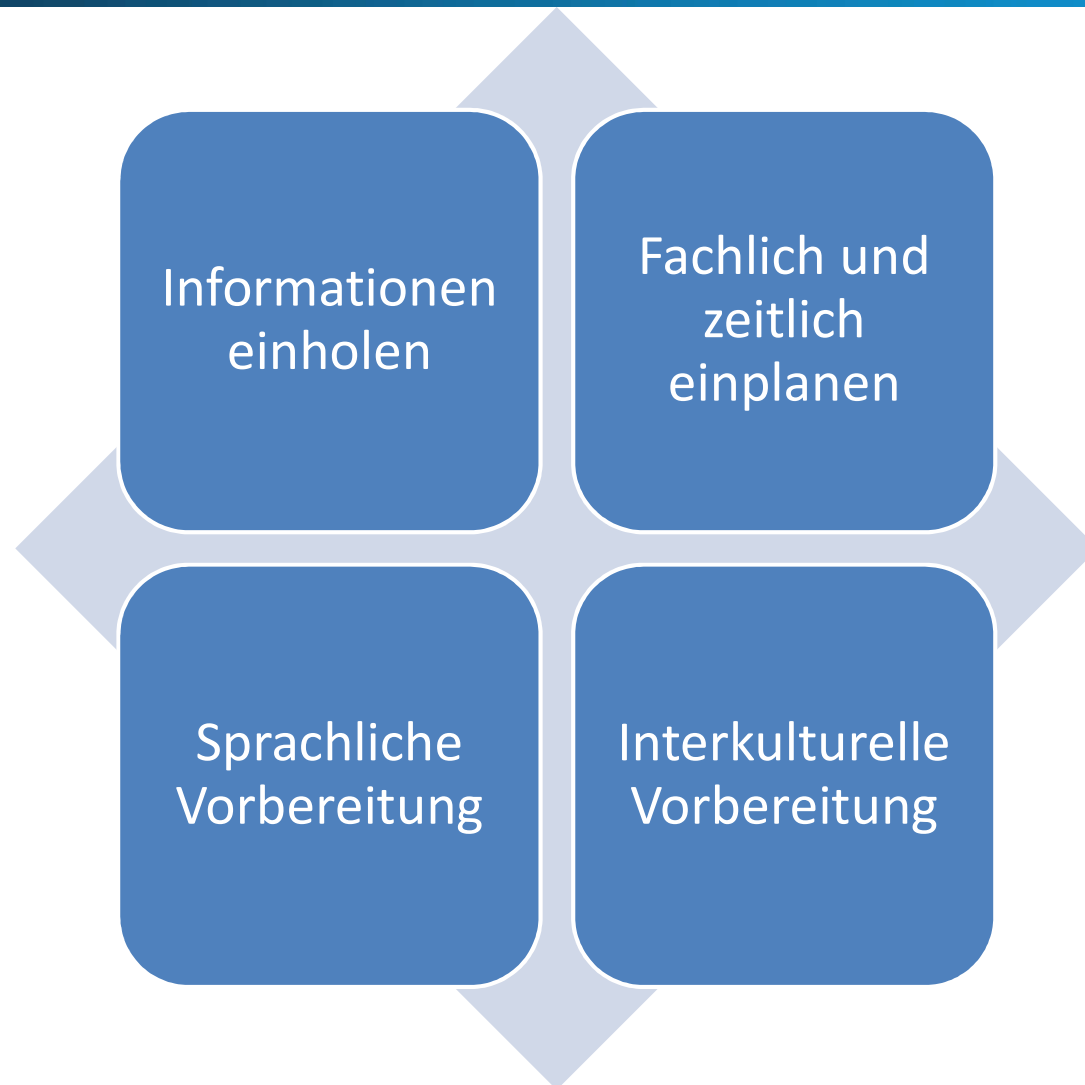 Informationen
einholen
Fachlich und
zeitlich
einplanen
Sprachliche
Vorbereitung
Interkulturelle
Vorbereitung